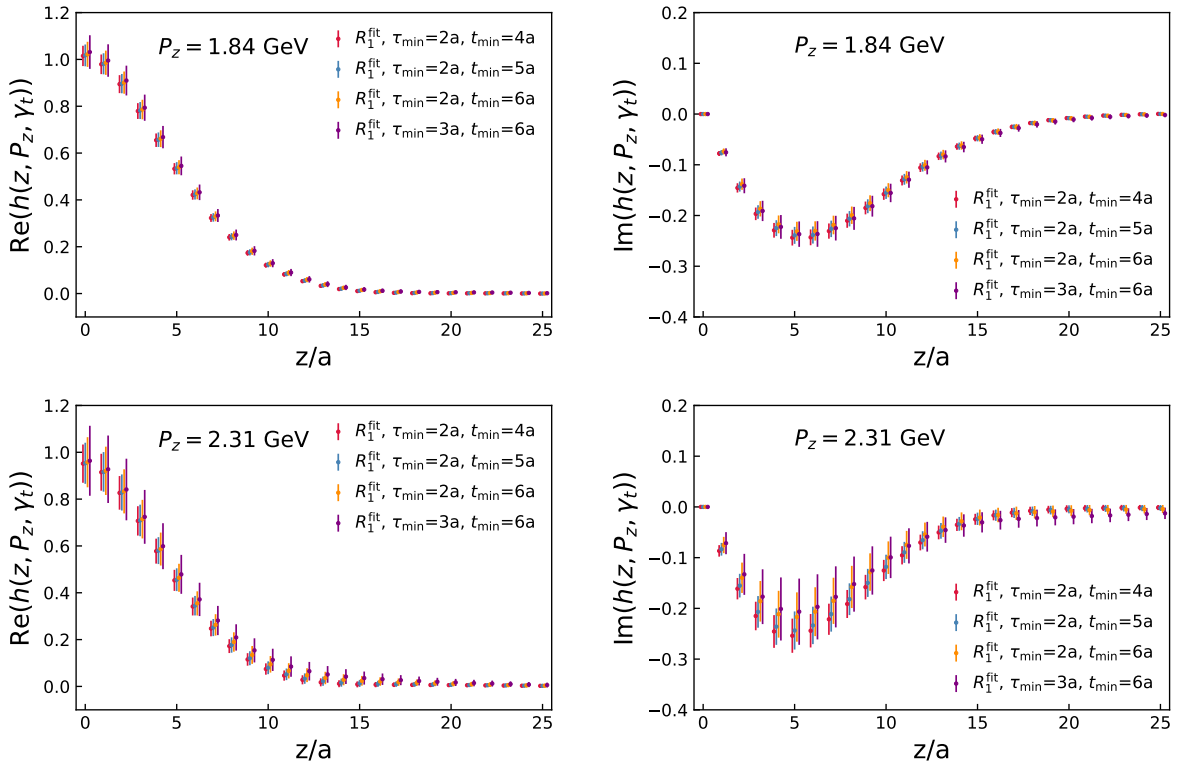 P_z = 1.84 GeV
R_1^fit, τ_min=2a, t_min=4a
R_1^fit, τ_min=2a, t_min=5a
R_1^fit, τ_min=2a, t_min=6a
R_1^fit, τ_min=3a, t_min=6a
Re(h(z, P_z, γ_t))
1.2
1.0
0.8
0.6
0.4
0.2
0.0
0 5 10 15 20 25
z/a
P_z = 1.84 GeV
R_1^fit, τ_min=2a, t_min=4a
R_1^fit, τ_min=2a, t_min=5a
R_1^fit, τ_min=2a, t_min=6a
R_1^fit, τ_min=3a, t_min=6a
Im(h(z, P_z, γ_t))
0.2
0.1
0.0
−0.1
−0.2
−0.3
−0.4
0 5 10 15 20 25
z/a
P_z = 2.31 GeV
R_1^fit, τ_min=2a, t_min=4a
R_1^fit, τ_min=2a, t_min=5a
R_1^fit, τ_min=2a, t_min=6a
R_1^fit, τ_min=3a, t_min=6a
Re(h(z, P_z, γ_t))
1.2
1.0
0.8
0.6
0.4
0.2
0.0
0 5 10 15 20 25
z/a
P_z = 2.31 GeV
R_1^fit, τ_min=2a, t_min=4a
R_1^fit, τ_min=2a, t_min=5a
R_1^fit, τ_min=2a, t_min=6a
R_1^fit, τ_min=3a, t_min=6a
Im(h(z, P_z, γ_t))
0.2
0.1
0.0
−0.1
−0.2
−0.3
−0.4
0 5 10 15 20 25
z/a